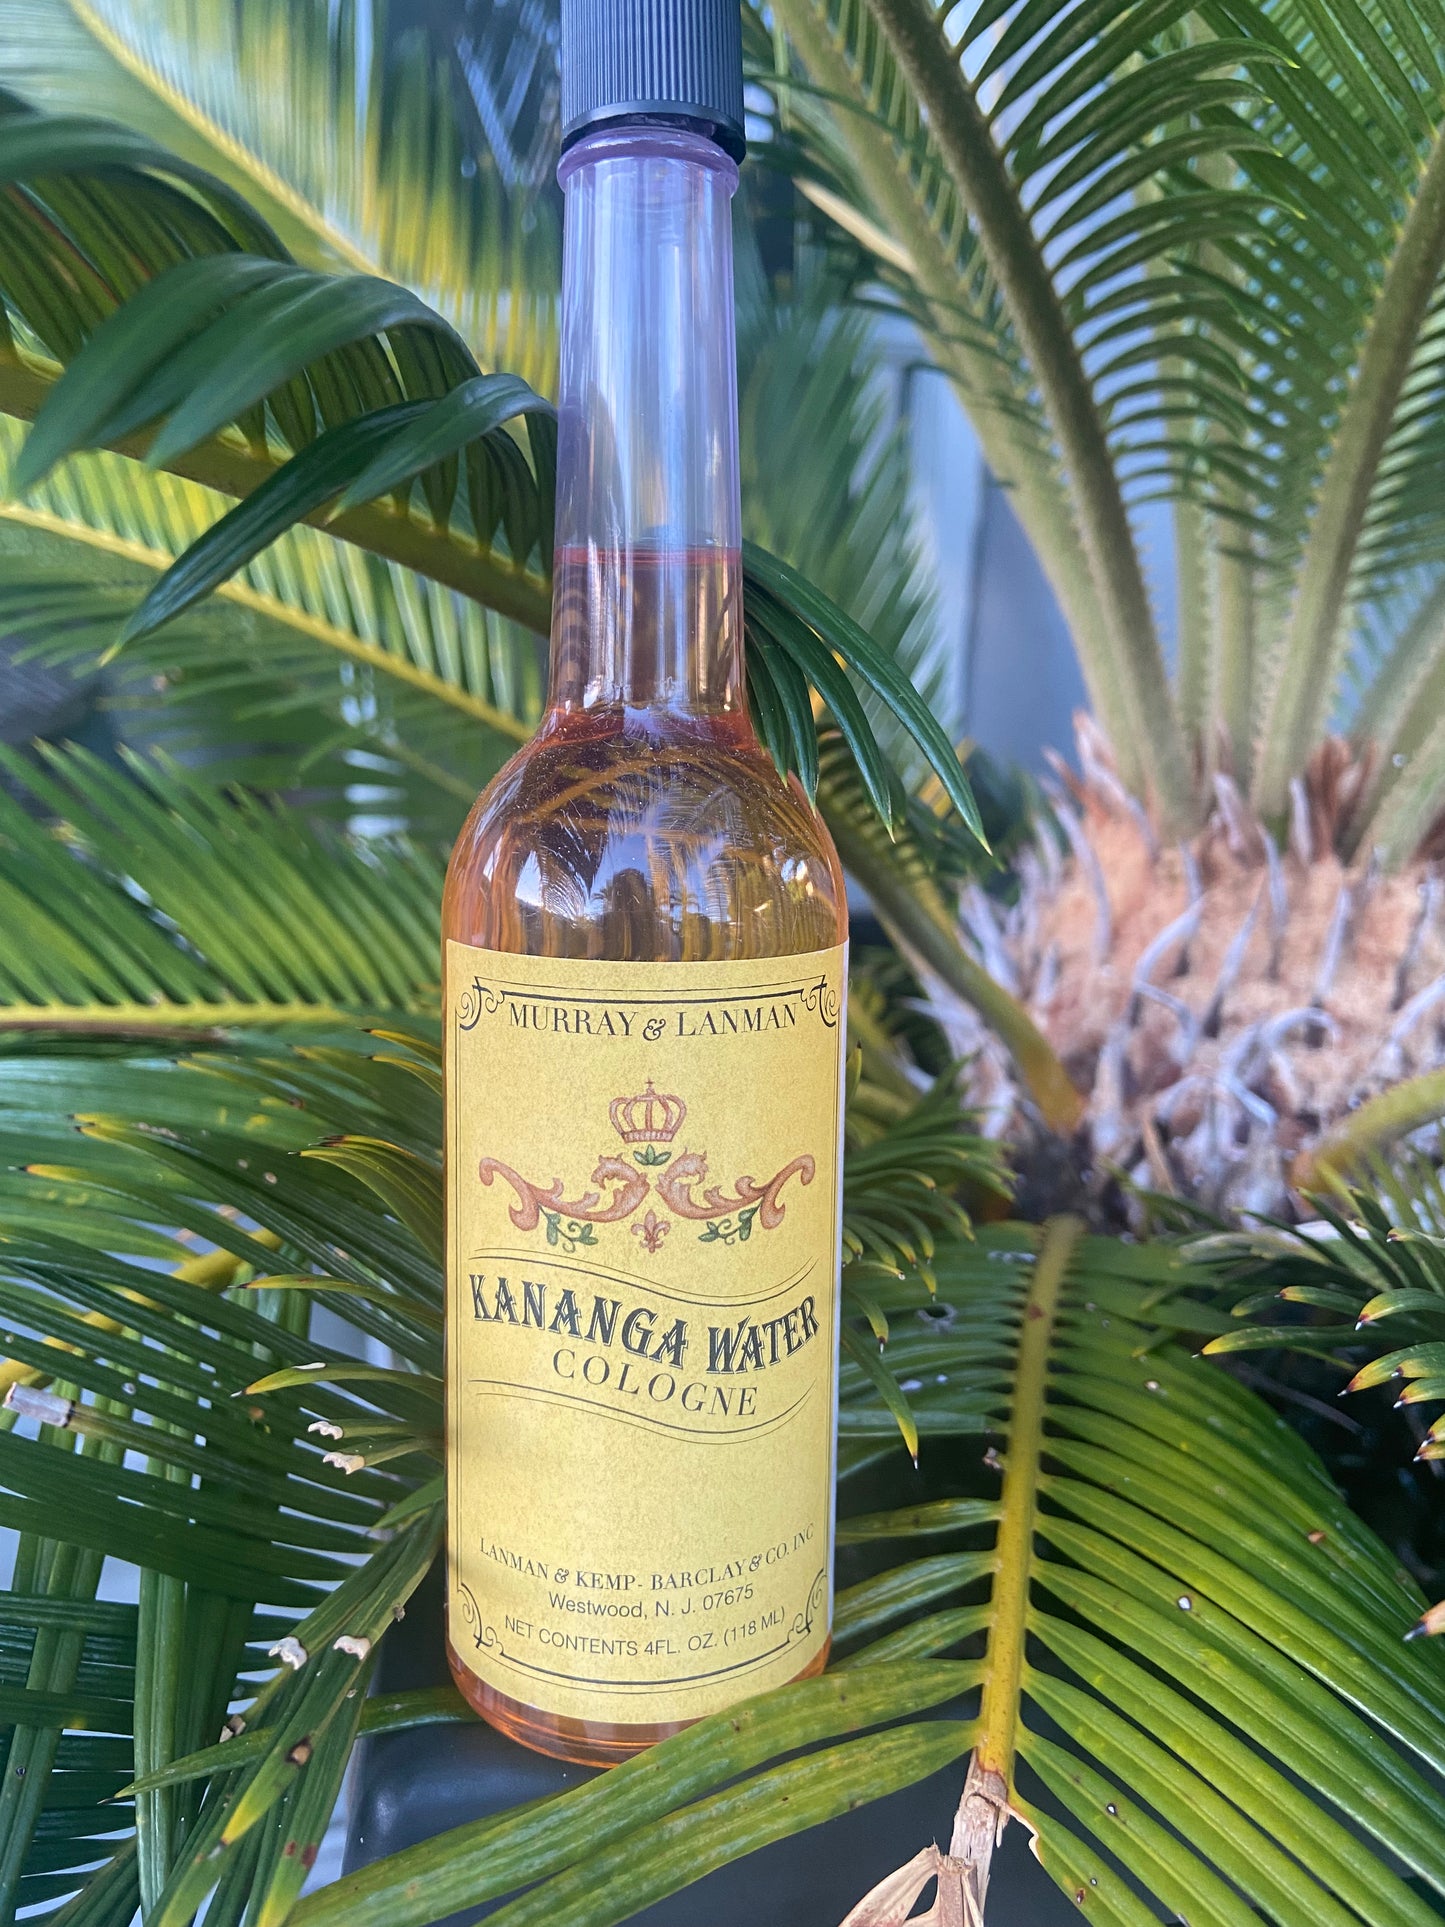 MURRAY & LANMAN
KANANGA WATER
COLOGNE
LANMAN & KEMP- BARCLAY & CO. INC
Westwood, N. J. 07675
NET CONTENTS 4FL. OZ. (118 ML)